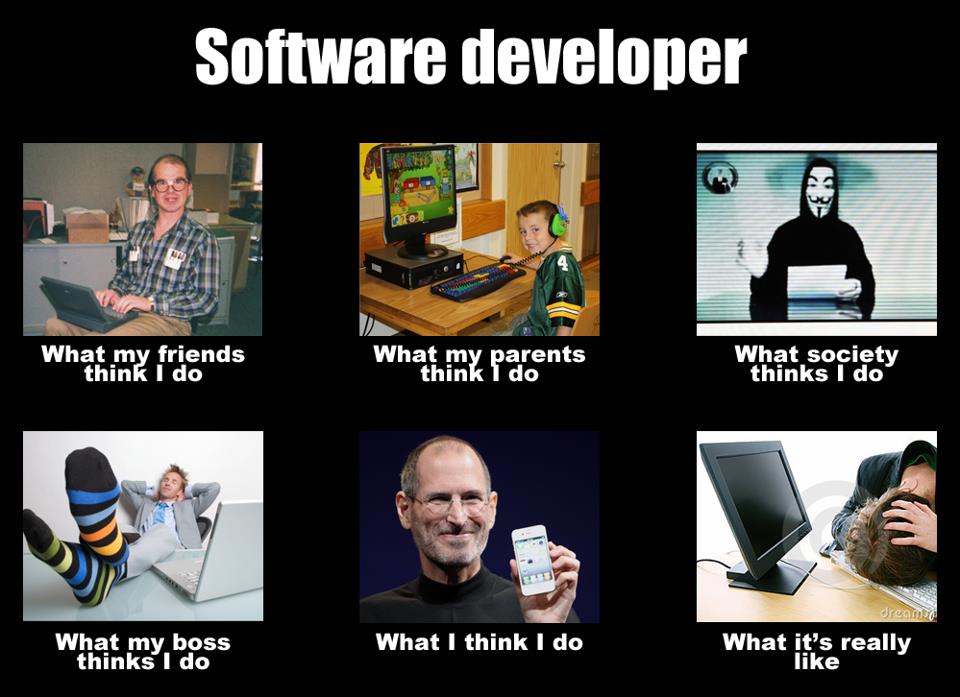 Software developer
What my friends
think I do
What my parents
think I do
What society
thinks I do
4
What my boss
thinks I do
What I think I do
What it's really
like